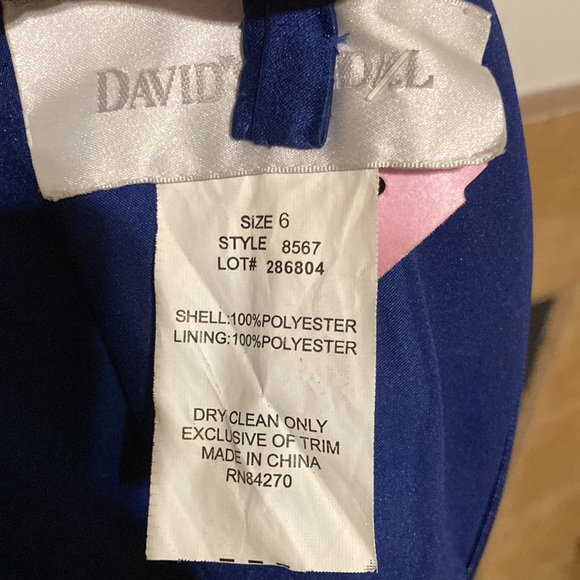 DAVID'S
SIZE 6
STYLE 8567
LOT# 286804
SHELL:100%POLYESTER
LINING:100%POLYESTER
DRY CLEAN ONLY
EXCLUSIVE OF TRIM
MADE IN CHINA
RN84270